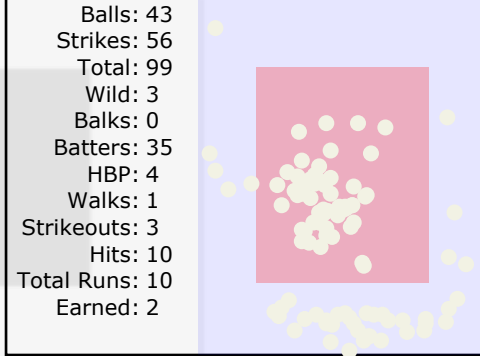 Balls: 43
Strikes: 56
Total: 99
Wild: 3
Balks: 0
Batters: 35
HBP: 4
Walks: 1
Strikeouts: 3
Hits: 10
Total Runs: 10
Earned: 2